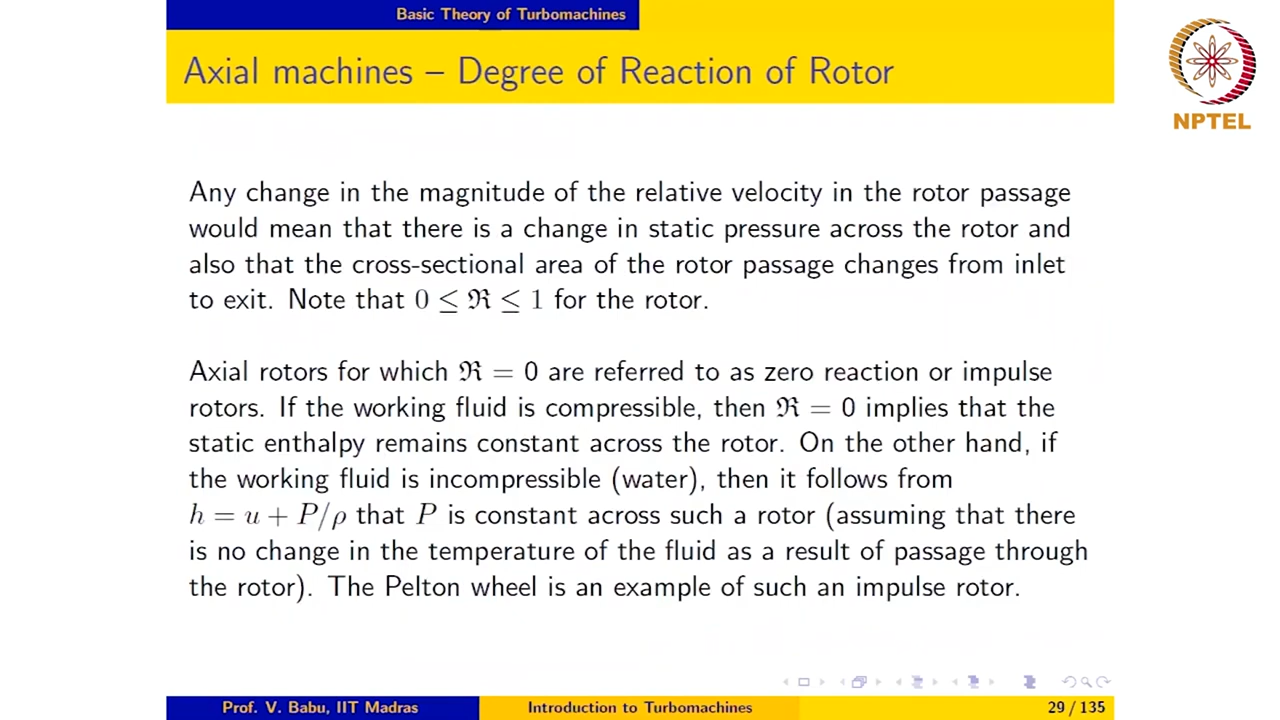 Basic Theory of Turbomachines
Axial machines – Degree of Reaction of Rotor
NPTEL
Any change in the magnitude of the relative velocity in the rotor passage
would mean that there is a change in static pressure across the rotor and
also that the cross-sectional area of the rotor passage changes from inlet
to exit. Note that 0 ≤ ℜ ≤ 1 for the rotor.
Axial rotors for which ℜ = 0 are referred to as zero reaction or impulse
rotors. If the working fluid is compressible, then ℜ = 0 implies that the
static enthalpy remains constant across the rotor. On the other hand, if
the working fluid is incompressible (water), then it follows from
h = u + P/ρ that P is constant across such a rotor (assuming that there
is no change in the temperature of the fluid as a result of passage through
the rotor). The Pelton wheel is an example of such an impulse rotor.
Prof. V. Babu, IIT Madras
Introduction to Turbomachines
29 / 135